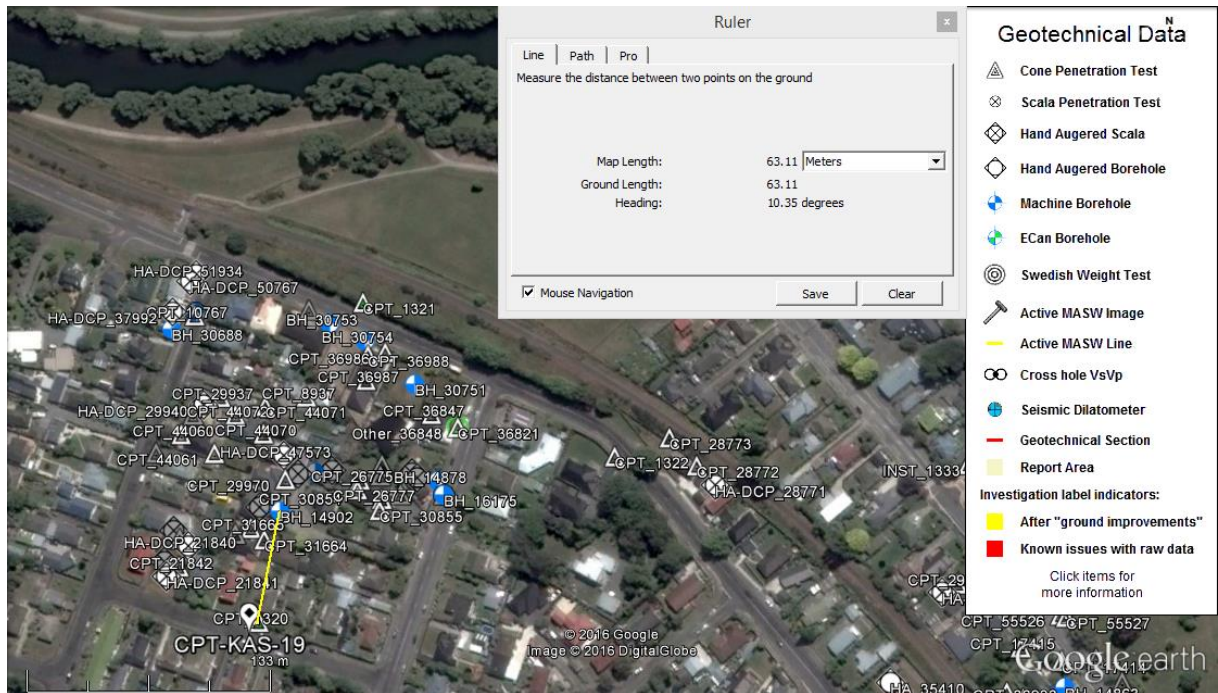 Ruler
x
Line Path Pro
Measure the distance between two points on the ground
Map Length: 63.11 Meters
Ground Length: 63.11
Heading: 10.35 degrees
Mouse Navigation
Save Clear
N
Geotechnical Data
Cone Penetration Test
Scala Penetration Test
Hand Augered Scala
Hand Augered Borehole
Machine Borehole
ECan Borehole
Swedish Weight Test
Active MASW Image
Active MASW Line
Cross hole VsVp
Seismic Dilatometer
Geotechnical Section
Report Area
Investigation label indicators:
After "ground improvements"
Known issues with raw data
Click items for
more information
HA-DCP_51934
HA-DCP_50767
HA-DCP_37992
CPT_10767
BH_30688
BH_30753
CPT_1321
BH_30754
CPT_36986
CPT_36988
CPT_36987
BH_30751
CPT_29937
CPT_8937
HA-DCP_29940
CPT_44072
CPT_44071
CPT_36847
CPT_44060
CPT_44070
Other_36848
CPT_36821
CPT_28773
CPT_44061
HA-DCP_47573
CPT_1322
CPT_28772
INST_1333
CPT_29970
CPT_26775
BH_14878
HA-DCP_28771
CPT_26777
BH_16175
BH_14902
CPT_30855
CPT_31664
HA-DCP_21840
CPT_21842
HA-DCP_21841
CPT-KAS-19
133 m
© 2016 Google
Image © 2016 DigitalGlobe
CPT_55526
CPT_55527
CPT_17415
Google earth
HA_35410